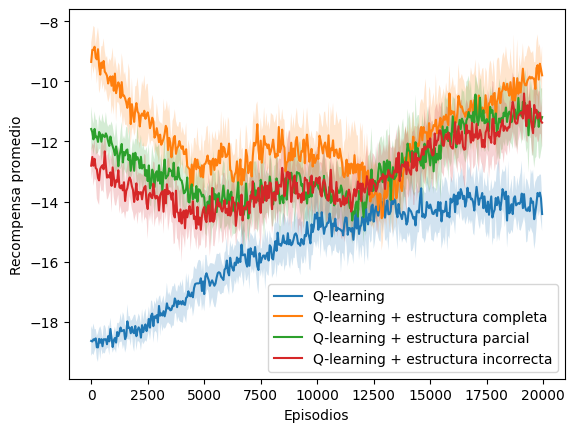 −8
−10
−12
−14
−16
−18
Recompensa promedio
0
2500
5000
7500
10000
12500
15000
17500
20000
Episodios
Q-learning
Q-learning + estructura completa
Q-learning + estructura parcial
Q-learning + estructura incorrecta